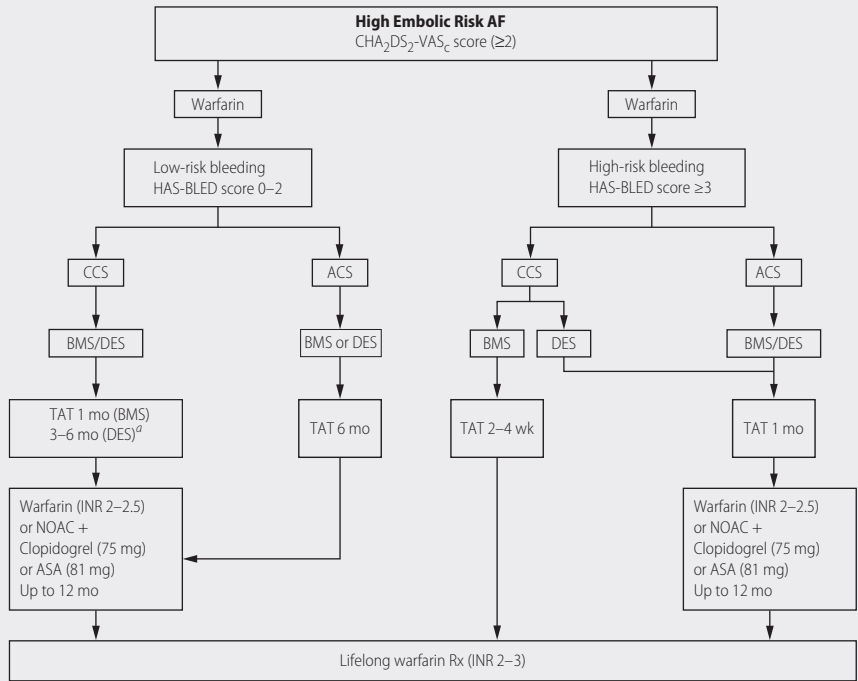 High Embolic Risk AF
CHA₂DS₂-VASc score (≥2)
Warfarin
Warfarin
Low-risk bleeding
HAS-BLED score 0–2
High-risk bleeding
HAS-BLED score ≥3
CCS
ACS
CCS
ACS
BMS/DES
BMS or DES
BMS
DES
BMS/DES
TAT 1 mo (BMS)
3–6 mo (DES)ᵃ
TAT 6 mo
TAT 2–4 wk
TAT 1 mo
Warfarin (INR 2–2.5)
or NOAC +
Clopidogrel (75 mg)
or ASA (81 mg)
Up to 12 mo
Warfarin (INR 2–2.5)
or NOAC +
Clopidogrel (75 mg)
or ASA (81 mg)
Up to 12 mo
Lifelong warfarin Rx (INR 2–3)